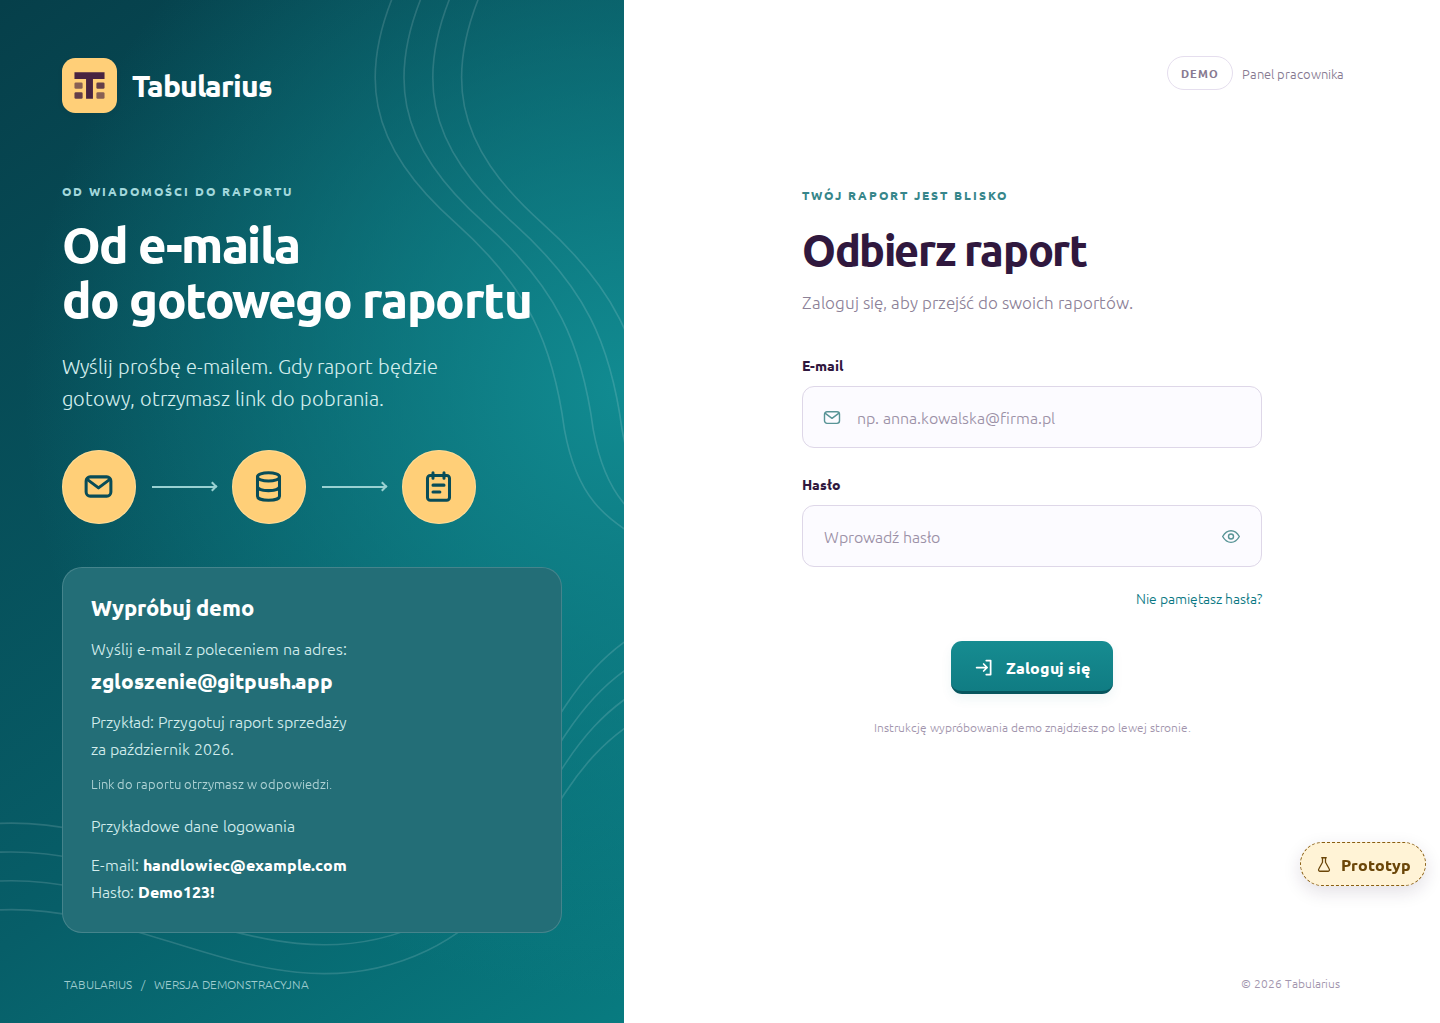 Tabularius
OD WIADOMOŚCI DO RAPORTU
Od e-maila
do gotowego raportu
Wyślij prośbę e-mailem. Gdy raport będzie
gotowy, otrzymasz link do pobrania.
Wypróbuj demo
Wyślij e-mail z poleceniem na adres:
zgloszenie@gitpush.app
Przykład: Przygotuj raport sprzedaży
za październik 2026.
Link do raportu otrzymasz w odpowiedzi.
Przykładowe dane logowania
E-mail: handlowiec@example.com
Hasło: Demo123!
TABULARIUS / WERSJA DEMONSTRACYJNA
DEMO Panel pracownika
TWÓJ RAPORT JEST BLISKO
Odbierz raport
Zaloguj się, aby przejść do swoich raportów.
E-mail
np. anna.kowalska@firma.pl
Hasło
Wprowadź hasło
Nie pamiętasz hasła?
Zaloguj się
Instrukcję wypróbowania demo znajdziesz po lewej stronie.
Prototyp
© 2026 Tabularius